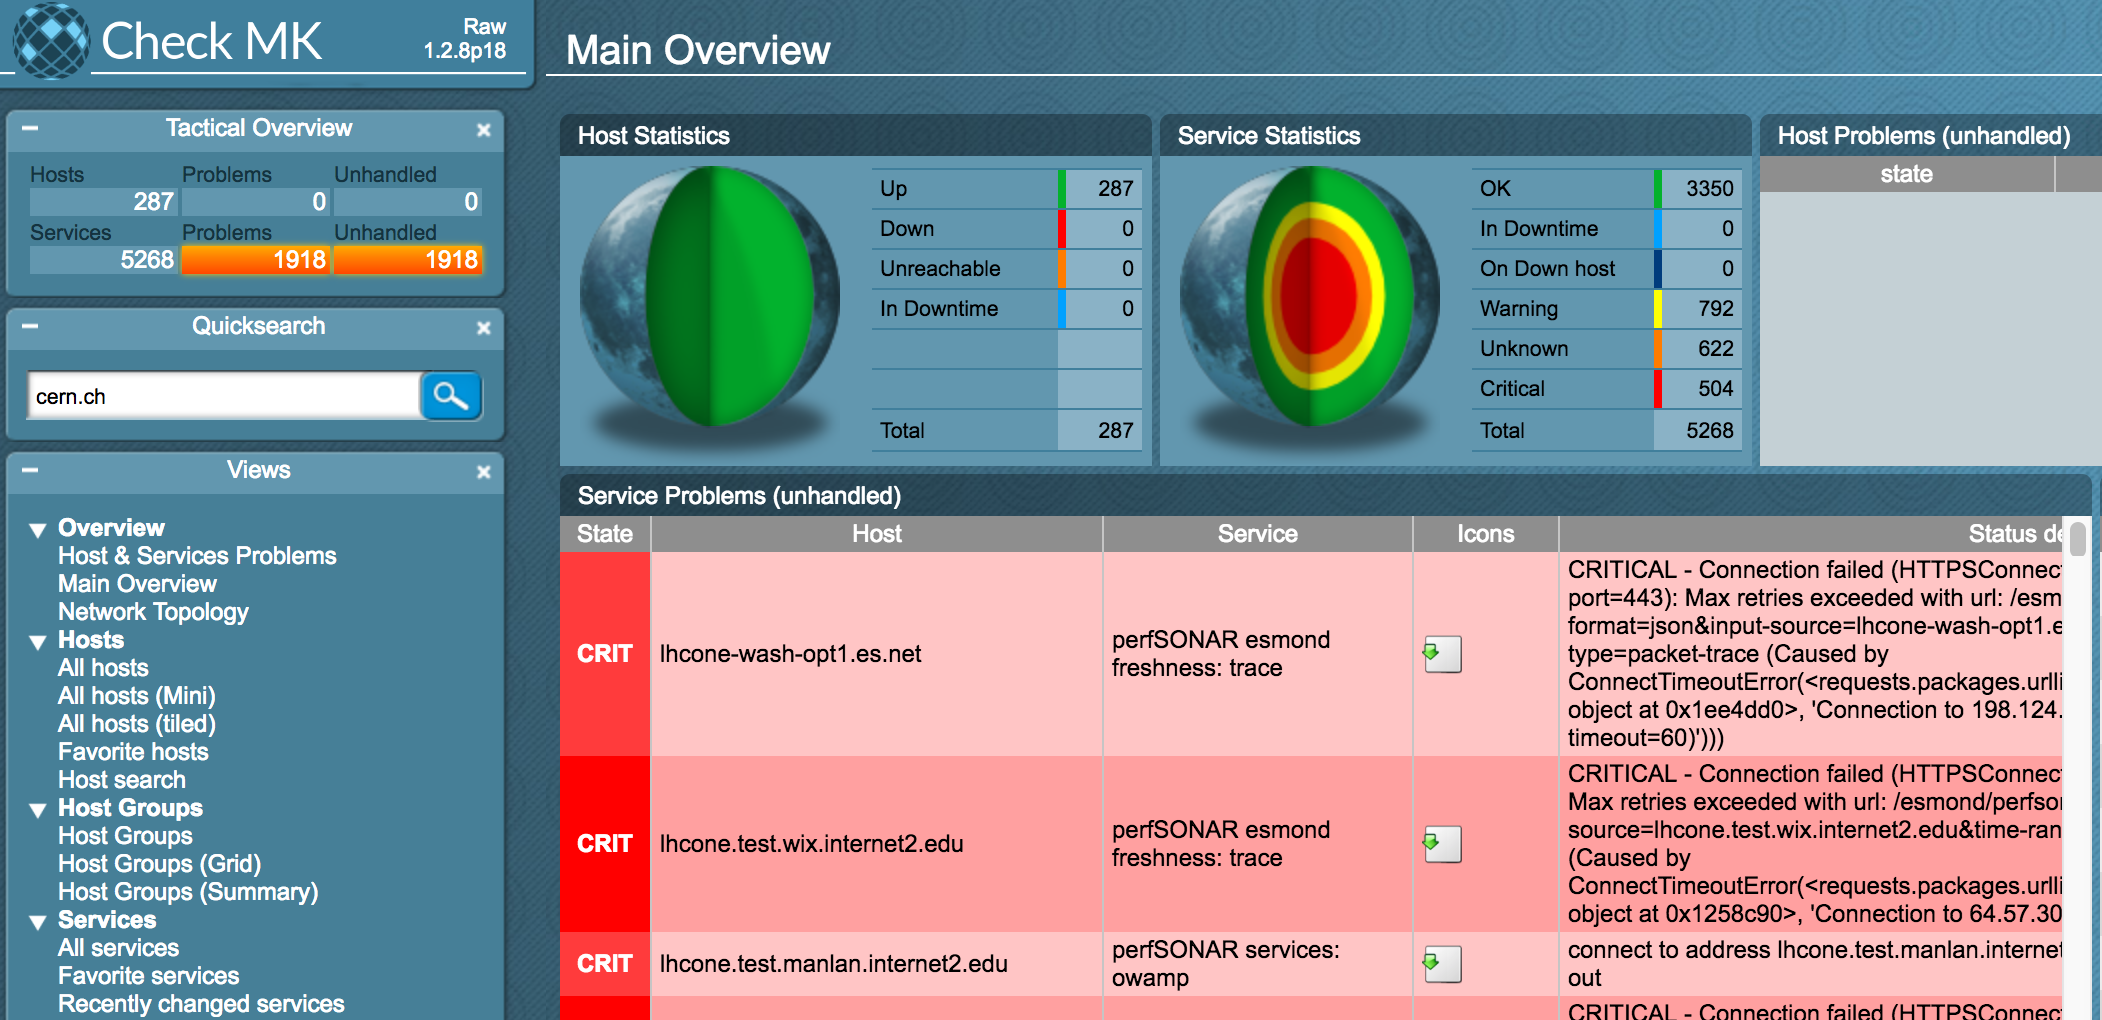 Check MK
Raw
1.2.8p18
Main Overview
Tactical Overview
Hosts Problems Unhandled
287 0 0
Services Problems Unhandled
5268 1918 1918
Quicksearch
cern.ch
Views
Overview
Host & Services Problems
Main Overview
Network Topology
Hosts
All hosts
All hosts (Mini)
All hosts (tiled)
Favorite hosts
Host search
Host Groups
Host Groups
Host Groups (Grid)
Host Groups (Summary)
Services
All services
Favorite services
Recently changed services
Host Statistics
Up 287
Down 0
Unreachable 0
In Downtime 0
Total 287
Service Statistics
OK 3350
In Downtime 0
On Down host 0
Warning 792
Unknown 622
Critical 504
Total 5268
Host Problems (unhandled)
state
Service Problems (unhandled)
State Host Service Icons Status de
CRIT
lhcone-wash-opt1.es.net
perfSONAR esmond
freshness: trace
CRITICAL - Connection failed (HTTPSConnec
port=443): Max retries exceeded with url: /esm
format=json&input-source=lhcone-wash-opt1.e
type=packet-trace (Caused by
ConnectTimeoutError(<requests.packages.urlli
object at 0x1ee4dd0>, 'Connection to 198.124.
timeout=60)')))
CRIT
lhcone.test.wix.internet2.edu
perfSONAR esmond
freshness: trace
CRITICAL - Connection failed (HTTPSConnec
Max retries exceeded with url: /esmond/perfso
source=lhcone.test.wix.internet2.edu&time-ran
(Caused by
ConnectTimeoutError(<requests.packages.urlli
object at 0x1258c90>, 'Connection to 64.57.30
CRIT
lhcone.test.manlan.internet2.edu
perfSONAR services:
owamp
connect to address lhcone.test.manlan.internet
out
CRITICAL - Connection failed (HTTPSConnec